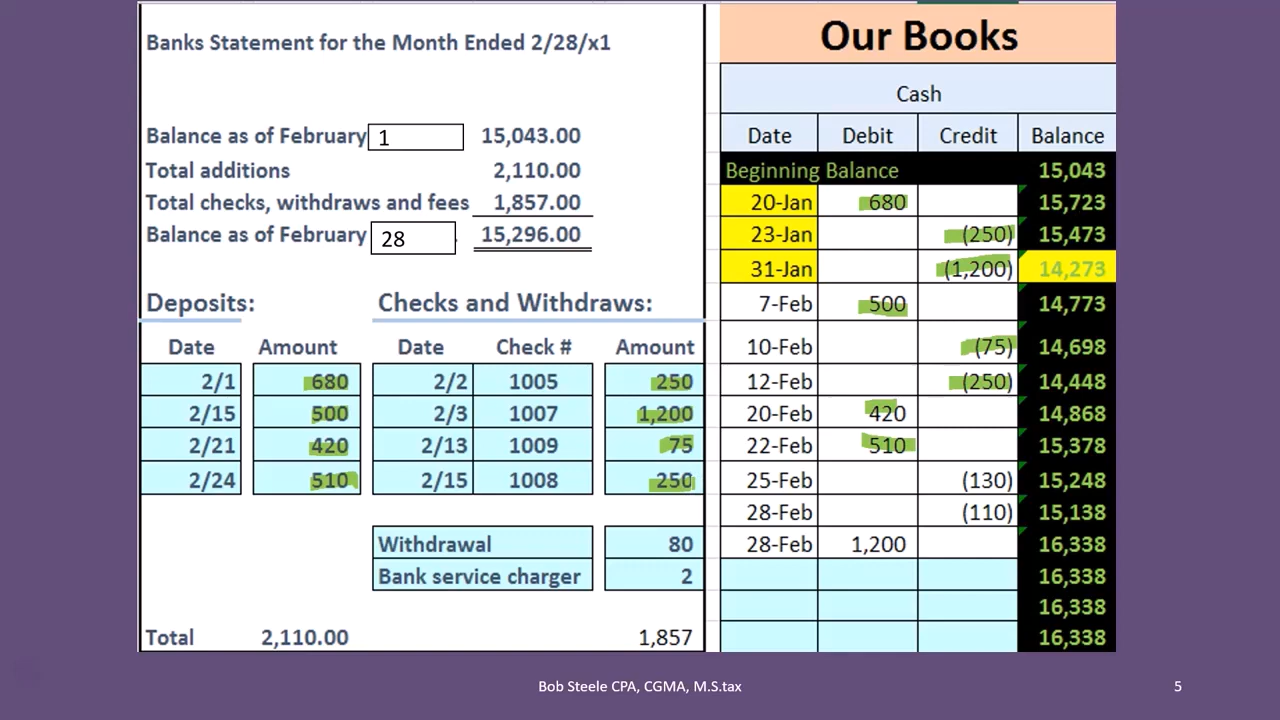 Banks Statement for the Month Ended 2/28/x1
Balance as of February 1 15,043.00
Total additions 2,110.00
Total checks, withdraws and fees 1,857.00
Balance as of February 28 15,296.00
Deposits: Checks and Withdraws:
Date Amount Date Check # Amount
2/1 680 2/2 1005 250
2/15 500 2/3 1007 1,200
2/21 420 2/13 1009 75
2/24 510 2/15 1008 250
Withdrawal 80
Bank service charger 2
Total 2,110.00 1,857
Our Books
Cash
Date Debit Credit Balance
Beginning Balance 15,043
20-Jan 680 15,723
23-Jan (250) 15,473
31-Jan (1,200) 14,273
7-Feb 500 14,773
10-Feb (75) 14,698
12-Feb (250) 14,448
20-Feb 420 14,868
22-Feb 510 15,378
25-Feb (130) 15,248
28-Feb (110) 15,138
28-Feb 1,200 16,338
16,338
16,338
16,338
Bob Steele CPA, CGMA, M.S.tax 5